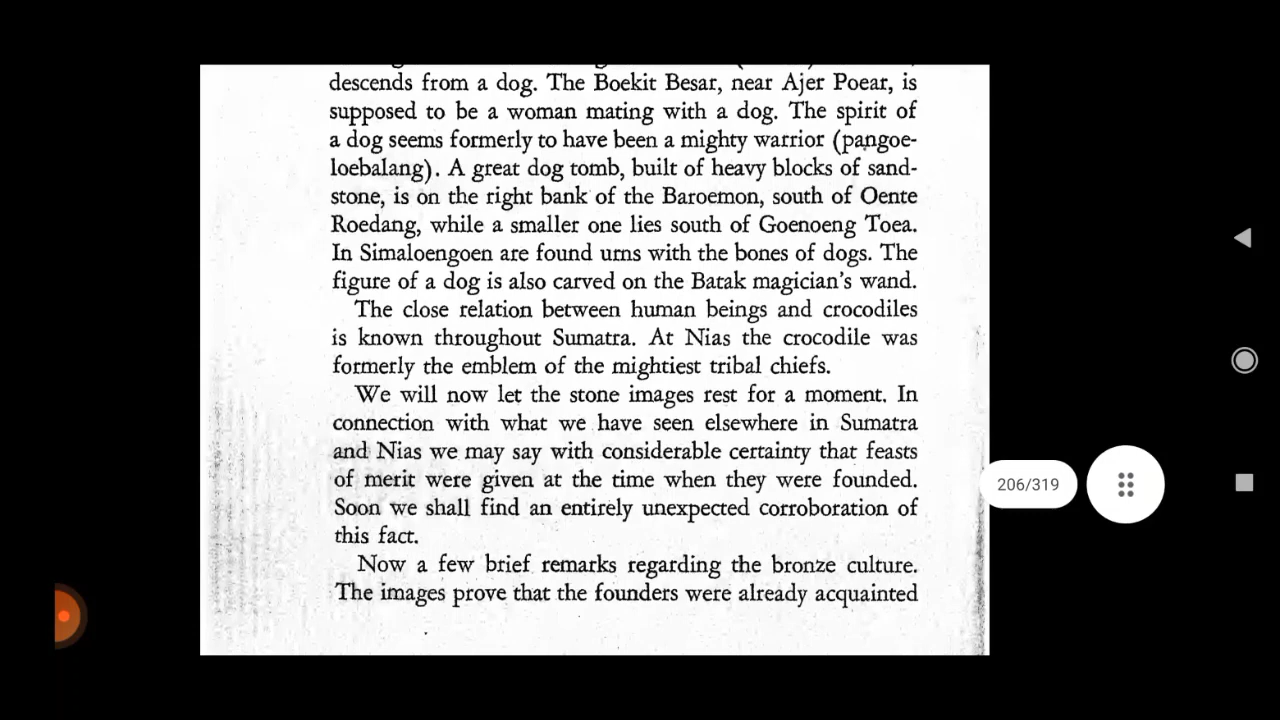 descends from a dog. The Boekit Besar, near Ajer Poear, is
supposed to be a woman mating with a dog. The spirit of
a dog seems formerly to have been a mighty warrior (pangoe-
loebalang). A great dog tomb, built of heavy blocks of sand-
stone, is on the right bank of the Baroemon, south of Oente
Roedang, while a smaller one lies south of Goenoeng Toea.
In Simaloengoen are found urns with the bones of dogs. The
figure of a dog is also carved on the Batak magician's wand.
The close relation between human beings and crocodiles
is known throughout Sumatra. At Nias the crocodile was
formerly the emblem of the mightiest tribal chiefs.
We will now let the stone images rest for a moment. In
connection with what we have seen elsewhere in Sumatra
and Nias we may say with considerable certainty that feasts
of merit were given at the time when they were founded.
Soon we shall find an entirely unexpected corroboration of
this fact.
Now a few brief remarks regarding the bronze culture.
The images prove that the founders were already acquainted
206/319